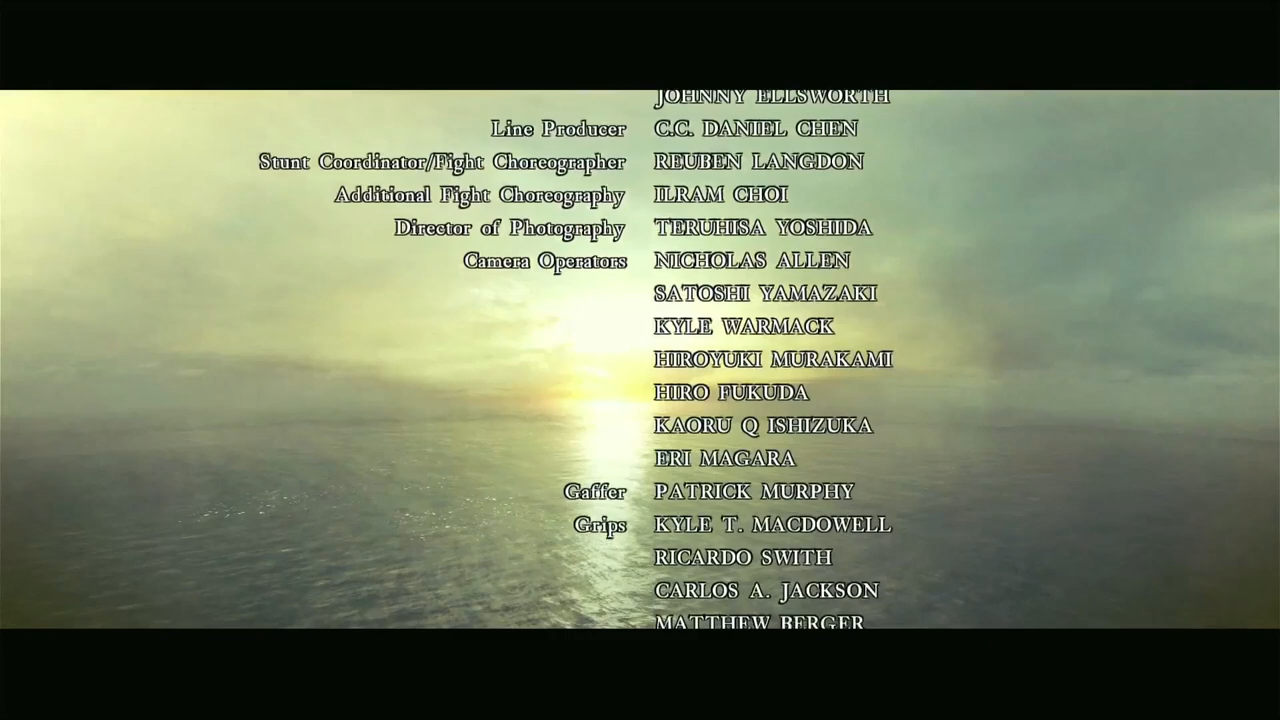 JOHNNY ELLSWORTH
Line Producer C.C. DANIEL CHEN
Stunt Coordinator/Fight Choreographer REUBEN LANGDON
Additional Fight Choreography ILRAM CHOI
Director of Photography TERUHISA YOSHIDA
Camera Operators NICHOLAS ALLEN
SATOSHI YAMAZAKI
KYLE WARMACK
HIROYUKI MURAKAMI
HIRO FUKUDA
KAORU Q ISHIZUKA
ERI MAGARA
Gaffer PATRICK MURPHY
Grips KYLE T. MACDOWELL
RICARDO SWITH
CARLOS A. JACKSON
MATTHEW BERGER